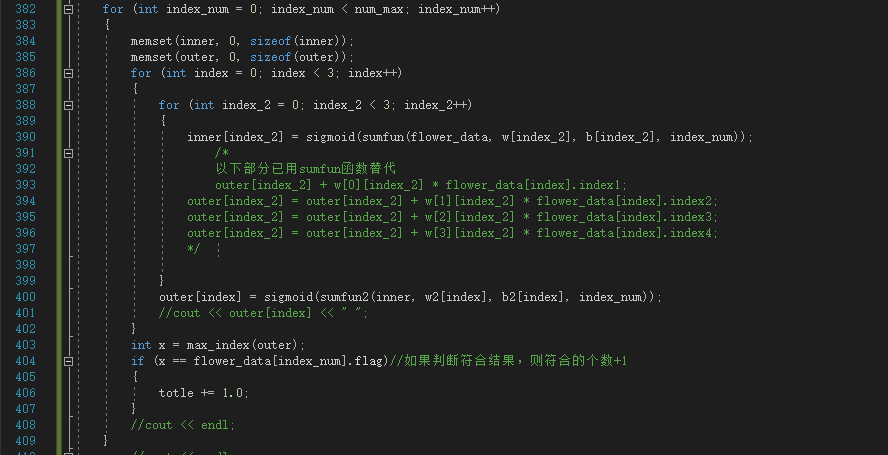 382 for (int index_num = 0; index_num < num_max; index_num++)
383 {
384 memset(inner, 0, sizeof(inner));
385 memset(outer, 0, sizeof(outer));
386 for (int index = 0; index < 3; index++)
387 {
388 for (int index_2 = 0; index_2 < 3; index_2++)
389 {
390 inner[index_2] = sigmoid(sumfun(flower_data, w[index_2], b[index_2], index_num));
391 /*
392 以下部分已用sumfun函数替代
393 outer[index_2] + w[0][index_2] * flower_data[index].index1;
394 outer[index_2] = outer[index_2] + w[1][index_2] * flower_data[index].index2;
395 outer[index_2] = outer[index_2] + w[2][index_2] * flower_data[index].index3;
396 outer[index_2] = outer[index_2] + w[3][index_2] * flower_data[index].index4;
397 */
398
399 }
400 outer[index] = sigmoid(sumfun2(inner, w2[index], b2[index], index_num));
401 //cout << outer[index] << " ";
402 }
403 int x = max_index(outer);
404 if (x == flower_data[index_num].flag)//如果判断符合结果，则符合的个数+1
405 {
406 totle += 1.0;
407 }
408 //cout << endl;
409 }